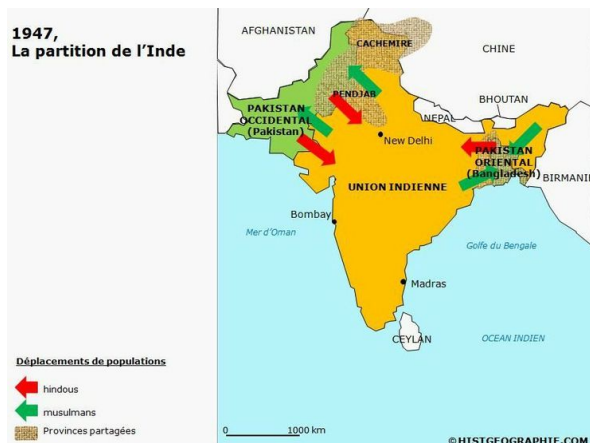 1947,
La partition de l'Inde
AFGHANISTAN
CACHEMIRE
CHINE
PENDJAB
PAKISTAN
OCCIDENTAL
(Pakistan)
BHOUTAN
NEPAL
New Delhi
PAKISTAN
ORIENTAL
(Bangladesh)
BIRMANIE
UNION INDIENNE
Bombay
Mer d'Oman
Golfe du Bengale
Madras
CEYLAN
OCEAN INDIEN
Déplacements de populations
hindous
musulmans
Provinces partagées
0
1000 km
©HISTGEOGRAPHIE.COM